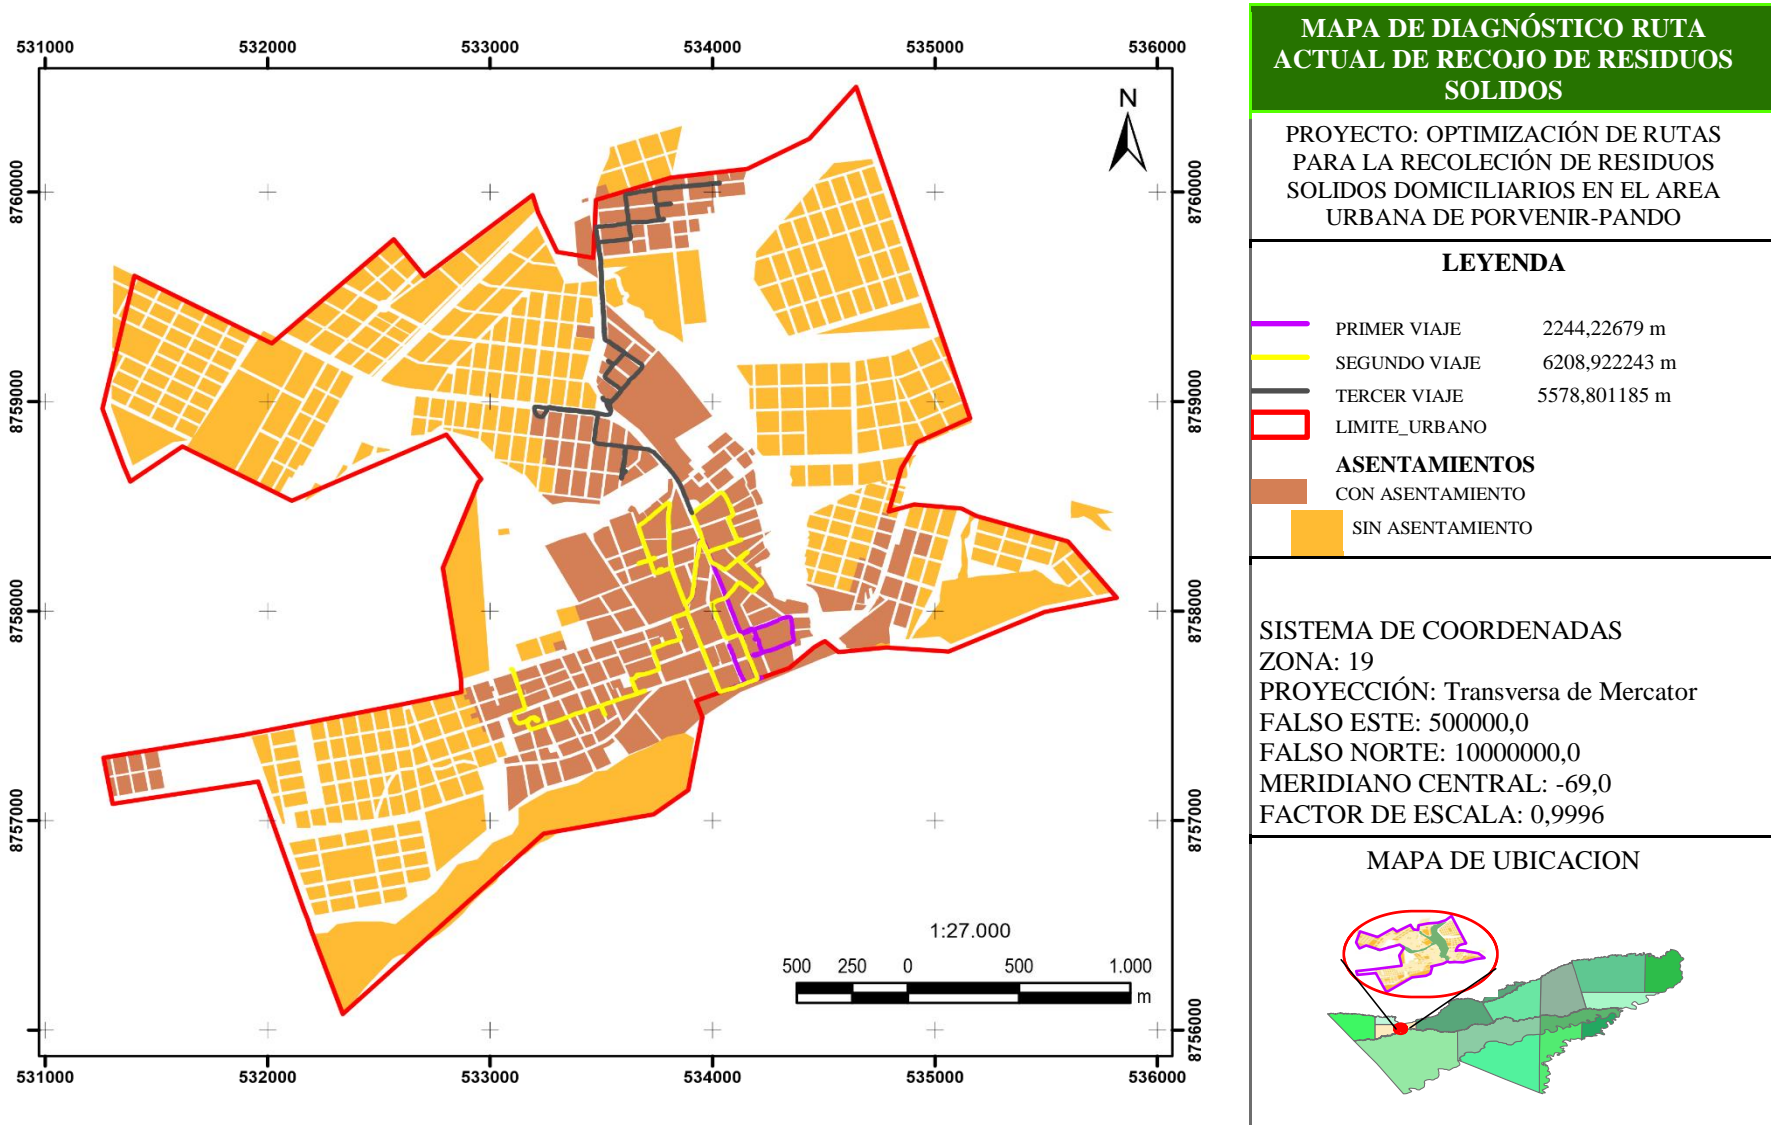 531000
532000
533000
534000
535000
536000
8760000
8759000
8758000
8757000
8756000
8760000
8759000
8758000
8757000
8756000
N
1:27.000
500
250
0
500
1.000
m
531000
532000
533000
534000
535000
536000
MAPA DE DIAGNÓSTICO RUTA
ACTUAL DE RECOJO DE RESIDUOS
SOLIDOS
PROYECTO: OPTIMIZACIÓN DE RUTAS
PARA LA RECOLECIÓN DE RESIDUOS
SOLIDOS DOMICILIARIOS EN EL AREA
URBANA DE PORVENIR-PANDO
LEYENDA
PRIMER VIAJE 2244,22679 m
SEGUNDO VIAJE 6208,922243 m
TERCER VIAJE 5578,801185 m
LIMITE_URBANO
ASENTAMIENTOS
CON ASENTAMIENTO
SIN ASENTAMIENTO
SISTEMA DE COORDENADAS
ZONA: 19
PROYECCIÓN: Transversa de Mercator
FALSO ESTE: 500000,0
FALSO NORTE: 10000000,0
MERIDIANO CENTRAL: -69,0
FACTOR DE ESCALA: 0,9996
MAPA DE UBICACION